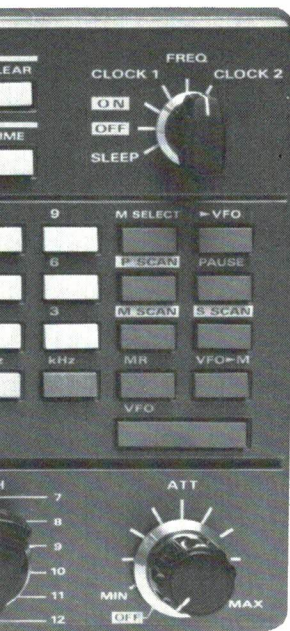 FREQ
CLOCK 1 CLOCK 2
LEAR
ON
OFF
IME
SLEEP
9 M SELECT ►VFO
6 P SCAN PAUSE
3 M SCAN S SCAN
z kHz MR VFO►M
VFO
H ATT
7
8
9
10
11
12
MIN MAX
OFF